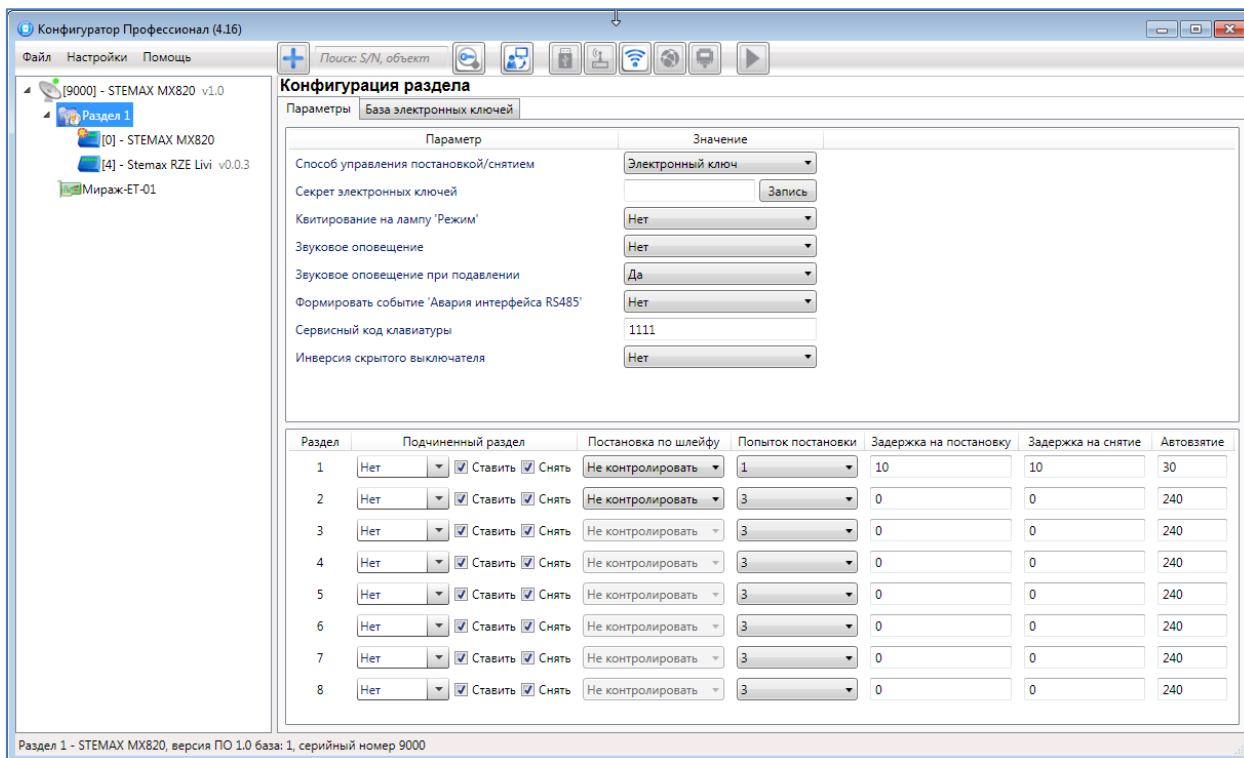 Конфигуратор Профессионал (4.16)
Файл Настройки Помощь
Поиск: S/N, объект
[9000] - STEMAX MX820 v1.0
Раздел 1
[0] - STEMAX MX820
[4] - Stemax RZE Livi v0.0.3
Мираж-ET-01
Конфигурация раздела
Параметры База электронных ключей
Параметр Значение
Способ управления постановкой/снятием Электронный ключ
Секрет электронных ключей Запись
Квитирование на лампу 'Режим' Нет
Звуковое оповещение Нет
Звуковое оповещение при подавлении Да
Формировать событие 'Авария интерфейса RS485' Нет
Сервисный код клавиатуры 1111
Инверсия скрытого выключателя Нет
Раздел Подчиненный раздел Постановка по шлейфу Попыток постановки Задержка на постановку Задержка на снятие Автовзятие
1 Нет Ставить Снять Не контролировать 1 10 10 30
2 Нет Ставить Снять Не контролировать 3 0 0 240
3 Нет Ставить Снять Не контролировать 3 0 0 240
4 Нет Ставить Снять Не контролировать 3 0 0 240
5 Нет Ставить Снять Не контролировать 3 0 0 240
6 Нет Ставить Снять Не контролировать 3 0 0 240
7 Нет Ставить Снять Не контролировать 3 0 0 240
8 Нет Ставить Снять Не контролировать 3 0 0 240
Раздел 1 - STEMAX MX820, версия ПО 1.0 база: 1, серийный номер 9000